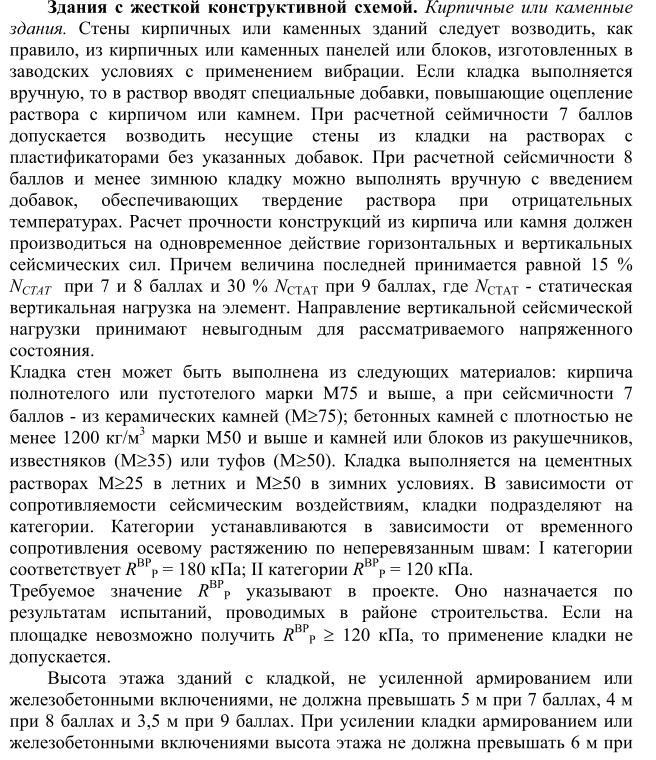 Здания с жесткой конструктивной схемой. Кирпичные или каменные
здания. Стены кирпичных или каменных зданий следует возводить, как
правило, из кирпичных или каменных панелей или блоков, изготовленных в
заводских условиях с применением вибрации. Если кладка выполняется
вручную, то в раствор вводят специальные добавки, повышающие оцепление
раствора с кирпичом или камнем. При расчетной сеймичности 7 баллов
допускается возводить несущие стены из кладки на растворах с
пластификаторами без указанных добавок. При расчетной сейсмичности 8
баллов и менее зимнюю кладку можно выполнять вручную с введением
добавок, обеспечивающих твердение раствора при отрицательных
температурах. Расчет прочности конструкций из кирпича или камня должен
производиться на одновременное действие горизонтальных и вертикальных
сейсмических сил. Причем величина последней принимается равной 15 %
NСТАТ при 7 и 8 баллах и 30 % NСТАТ при 9 баллах, где NСТАТ - статическая
вертикальная нагрузка на элемент. Направление вертикальной сейсмической
нагрузки принимают невыгодным для рассматриваемого напряженного
состояния.
Кладка стен может быть выполнена из следующих материалов: кирпича
полнотелого или пустотелого марки М75 и выше, а при сейсмичности 7
баллов - из керамических камней (М≥75); бетонных камней с плотностью не
менее 1200 кг/м³ марки М50 и выше и камней или блоков из ракушечников,
известняков (М≥35) или туфов (М≥50). Кладка выполняется на цементных
растворах М≥25 в летних и М≥50 в зимних условиях. В зависимости от
сопротивляемости сейсмическим воздействиям, кладки подразделяют на
категории. Категории устанавливаются в зависимости от временного
сопротивления осевому растяжению по неперевязанным швам: I категории
соответствует RВРР = 180 кПа; II категории RВРР = 120 кПа.
Требуемое значение RВРР указывают в проекте. Оно назначается по
результатам испытаний, проводимых в районе строительства. Если на
площадке невозможно получить RВРР ≥ 120 кПа, то применение кладки не
допускается.
Высота этажа зданий с кладкой, не усиленной армированием или
железобетонными включениями, не должна превышать 5 м при 7 баллах, 4 м
при 8 баллах и 3,5 м при 9 баллах. При усилении кладки армированием или
железобетонными включениями высота этажа не должна превышать 6 м при